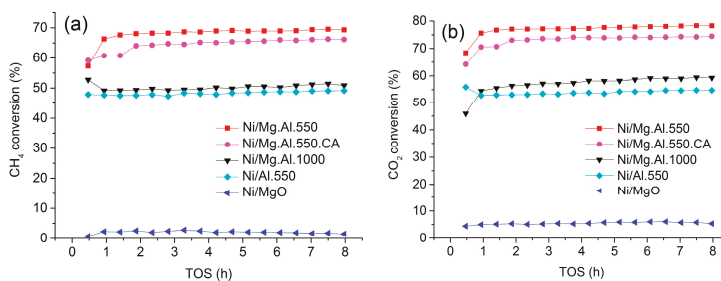 (a)
CH4 conversion (%)
70
60
50
40
30
20
10
0
Ni/Mg.Al.550
Ni/Mg.Al.550.CA
Ni/Mg.Al.1000
Ni/Al.550
Ni/MgO
0 1 2 3 4 5 6 7 8
TOS (h)
(b)
CO2 conversion (%)
80
70
60
50
40
30
20
10
0
Ni/Mg.Al.550
Ni/Mg.Al.550.CA
Ni/Mg.Al.1000
Ni/Al.550
Ni/MgO
0 1 2 3 4 5 6 7 8
TOS (h)